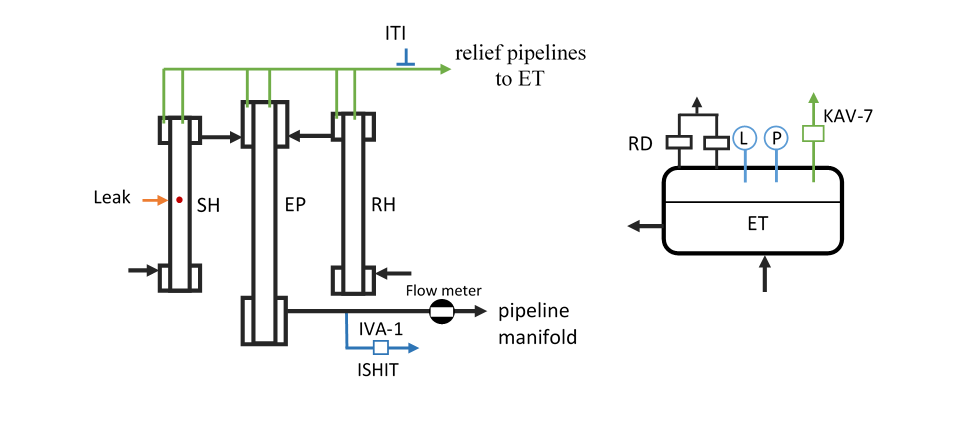 ITI
relief pipelines
to ET
KAV-7
RD
L
P
Leak
SH
EP
RH
ET
Flow meter
pipeline
manifold
IVA-1
ISHIT